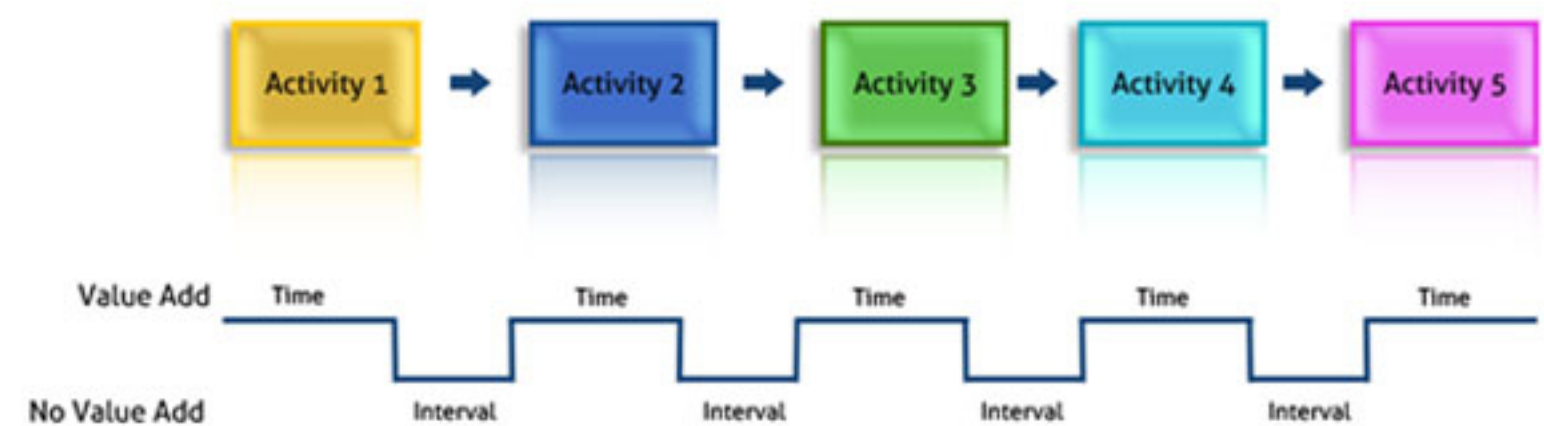 Activity 1
Activity 2
Activity 3
Activity 4
Activity 5
Value Add
Time
Time
Time
Time
Time
No Value Add
Interval
Interval
Interval
Interval